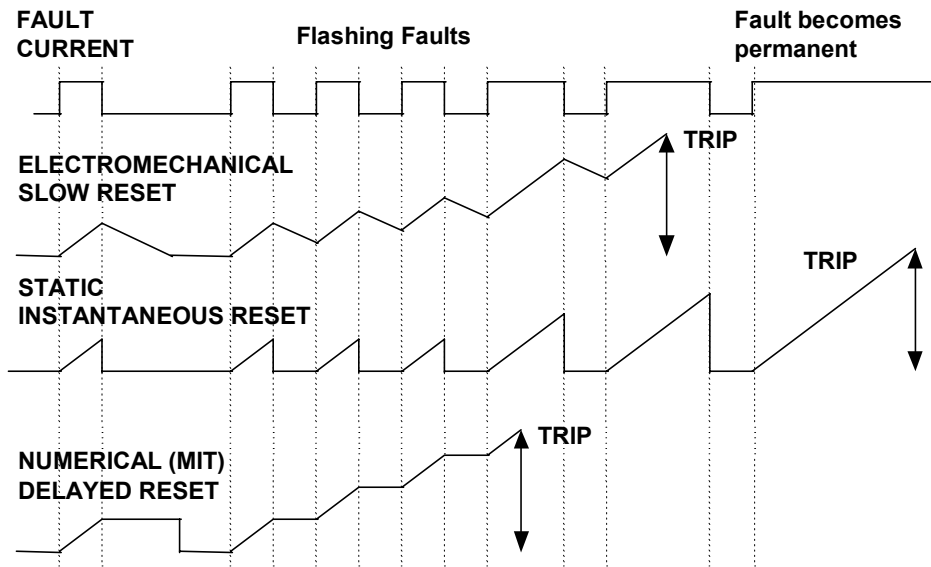 FAULT
CURRENT
Flashing Faults
Fault becomes
permanent
TRIP
ELECTROMECHANICAL
SLOW RESET
TRIP
STATIC
INSTANTANEOUS RESET
TRIP
NUMERICAL (MIT)
DELAYED RESET